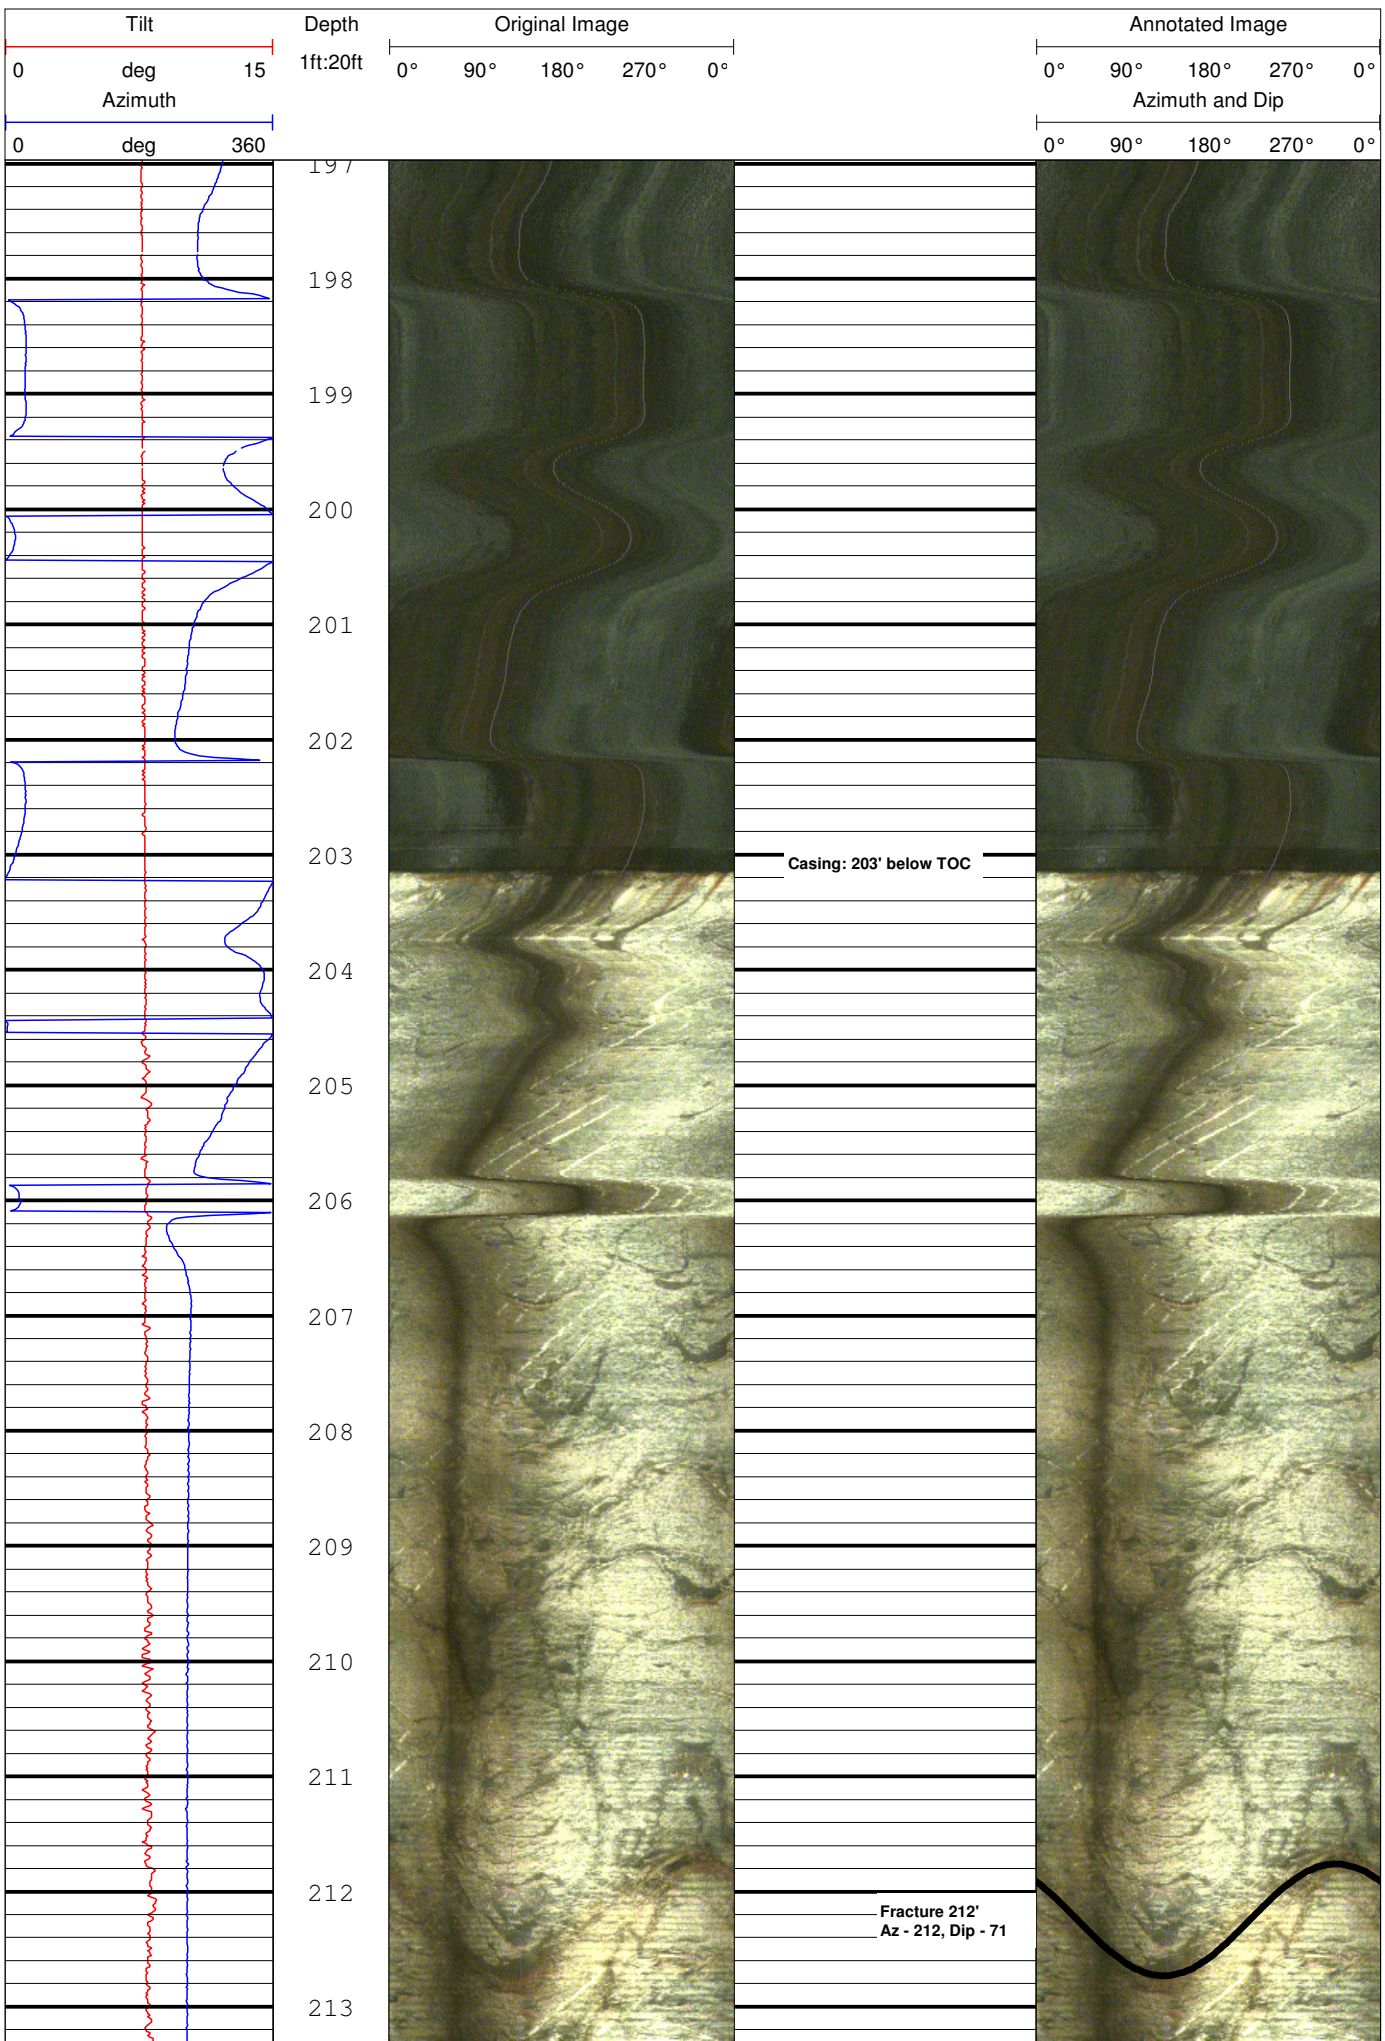 Tilt Depth Original Image Annotated Image
0 deg 15 1ft:20ft 0° 90° 180° 270° 0° 0° 90° 180° 270° 0°
Azimuth Azimuth and Dip
0 deg 360 0° 90° 180° 270° 0°
197
198
199
200
201
202
203
Casing: 203' below TOC
204
205
206
207
208
209
210
211
212
Fracture 212'
Az - 212, Dip - 71
213